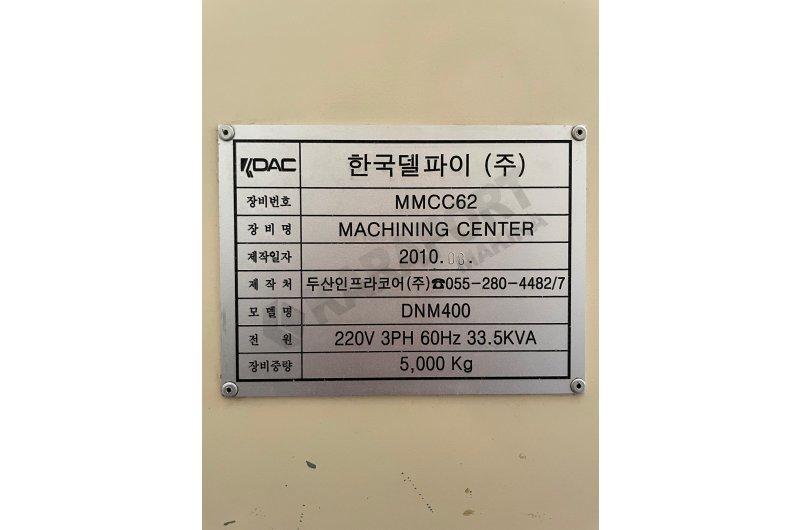 KDAC 한국델파이 (주)
장비번호 MMCC62
장 비 명 MACHINING CENTER
제작일자 2010.06.
제 작 처 두산인프라코어(주)☎055-280-4482/7
모 델 명 DNM400
전 원 220V 3PH 60Hz 33.5KVA
장비중량 5,000 Kg